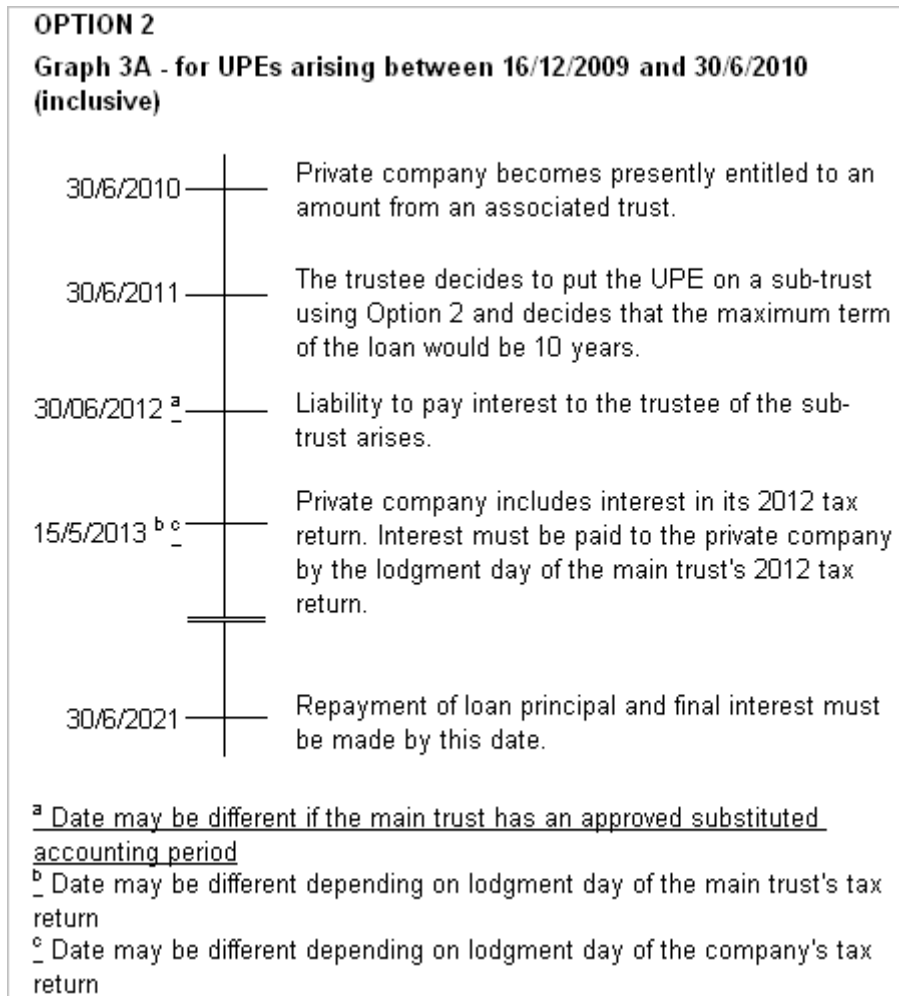 OPTION 2
Graph 3A - for UPEs arising between 16/12/2009 and 30/6/2010
(inclusive)
30/6/2010
Private company becomes presently entitled to an
amount from an associated trust.
30/6/2011
The trustee decides to put the UPE on a sub-trust
using Option 2 and decides that the maximum term
of the loan would be 10 years.
30/06/2012 a
Liability to pay interest to the trustee of the sub-
trust arises.
15/5/2013 b c
Private company includes interest in its 2012 tax
return. Interest must be paid to the private company
by the lodgment day of the main trust's 2012 tax
return.
30/6/2021
Repayment of loan principal and final interest must
be made by this date.
a Date may be different if the main trust has an approved substituted
accounting period
b Date may be different depending on lodgment day of the main trust's tax
return
c Date may be different depending on lodgment day of the company's tax
return